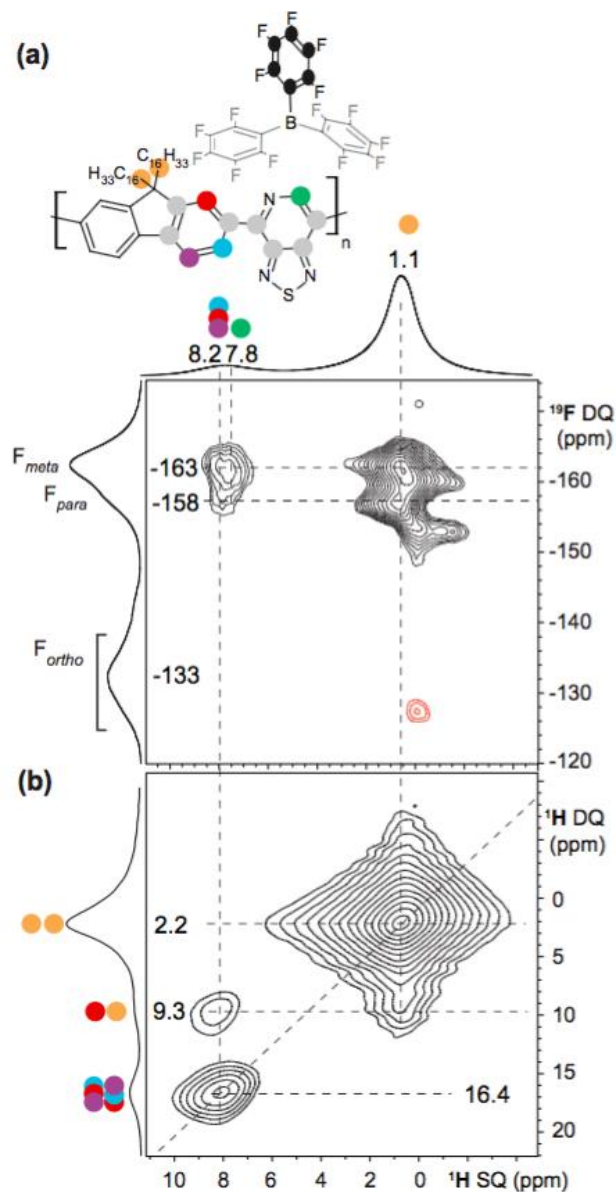 (a)
F
F
F
F
F
B
F
F
F
F
F
F
F
F
F
F
C16H33
H33C16
N
n
N
S
N
1.1
8.2 7.8
19F DQ
(ppm)
Fmeta
-163
-160
Fpara
-158
-150
-140
Fortho
-133
-130
-120
(b)
1H DQ
(ppm)
0
2.2
5
9.3
10
15
16.4
20
10 8 6 4 2 0 1H SQ (ppm)